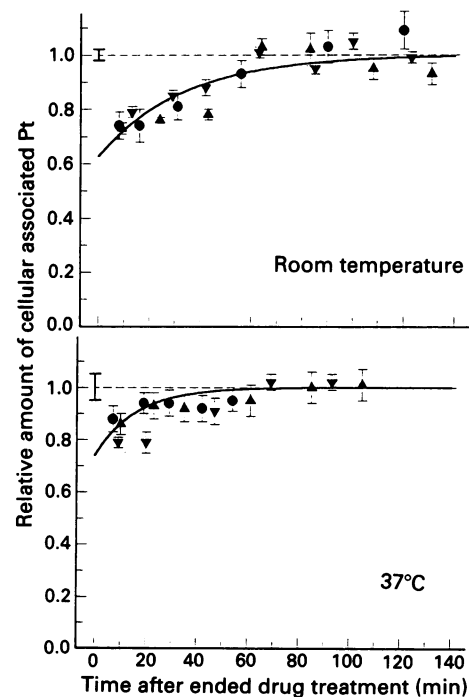 Relative amount of cellular associated Pt
1.0
0.8
0.6
0.4
0.2
0.0
Room temperature
1.0
0.8
0.6
0.4
0.2
0.0
37°C
0 20 40 60 80 100 120 140
Time after ended drug treatment (min)